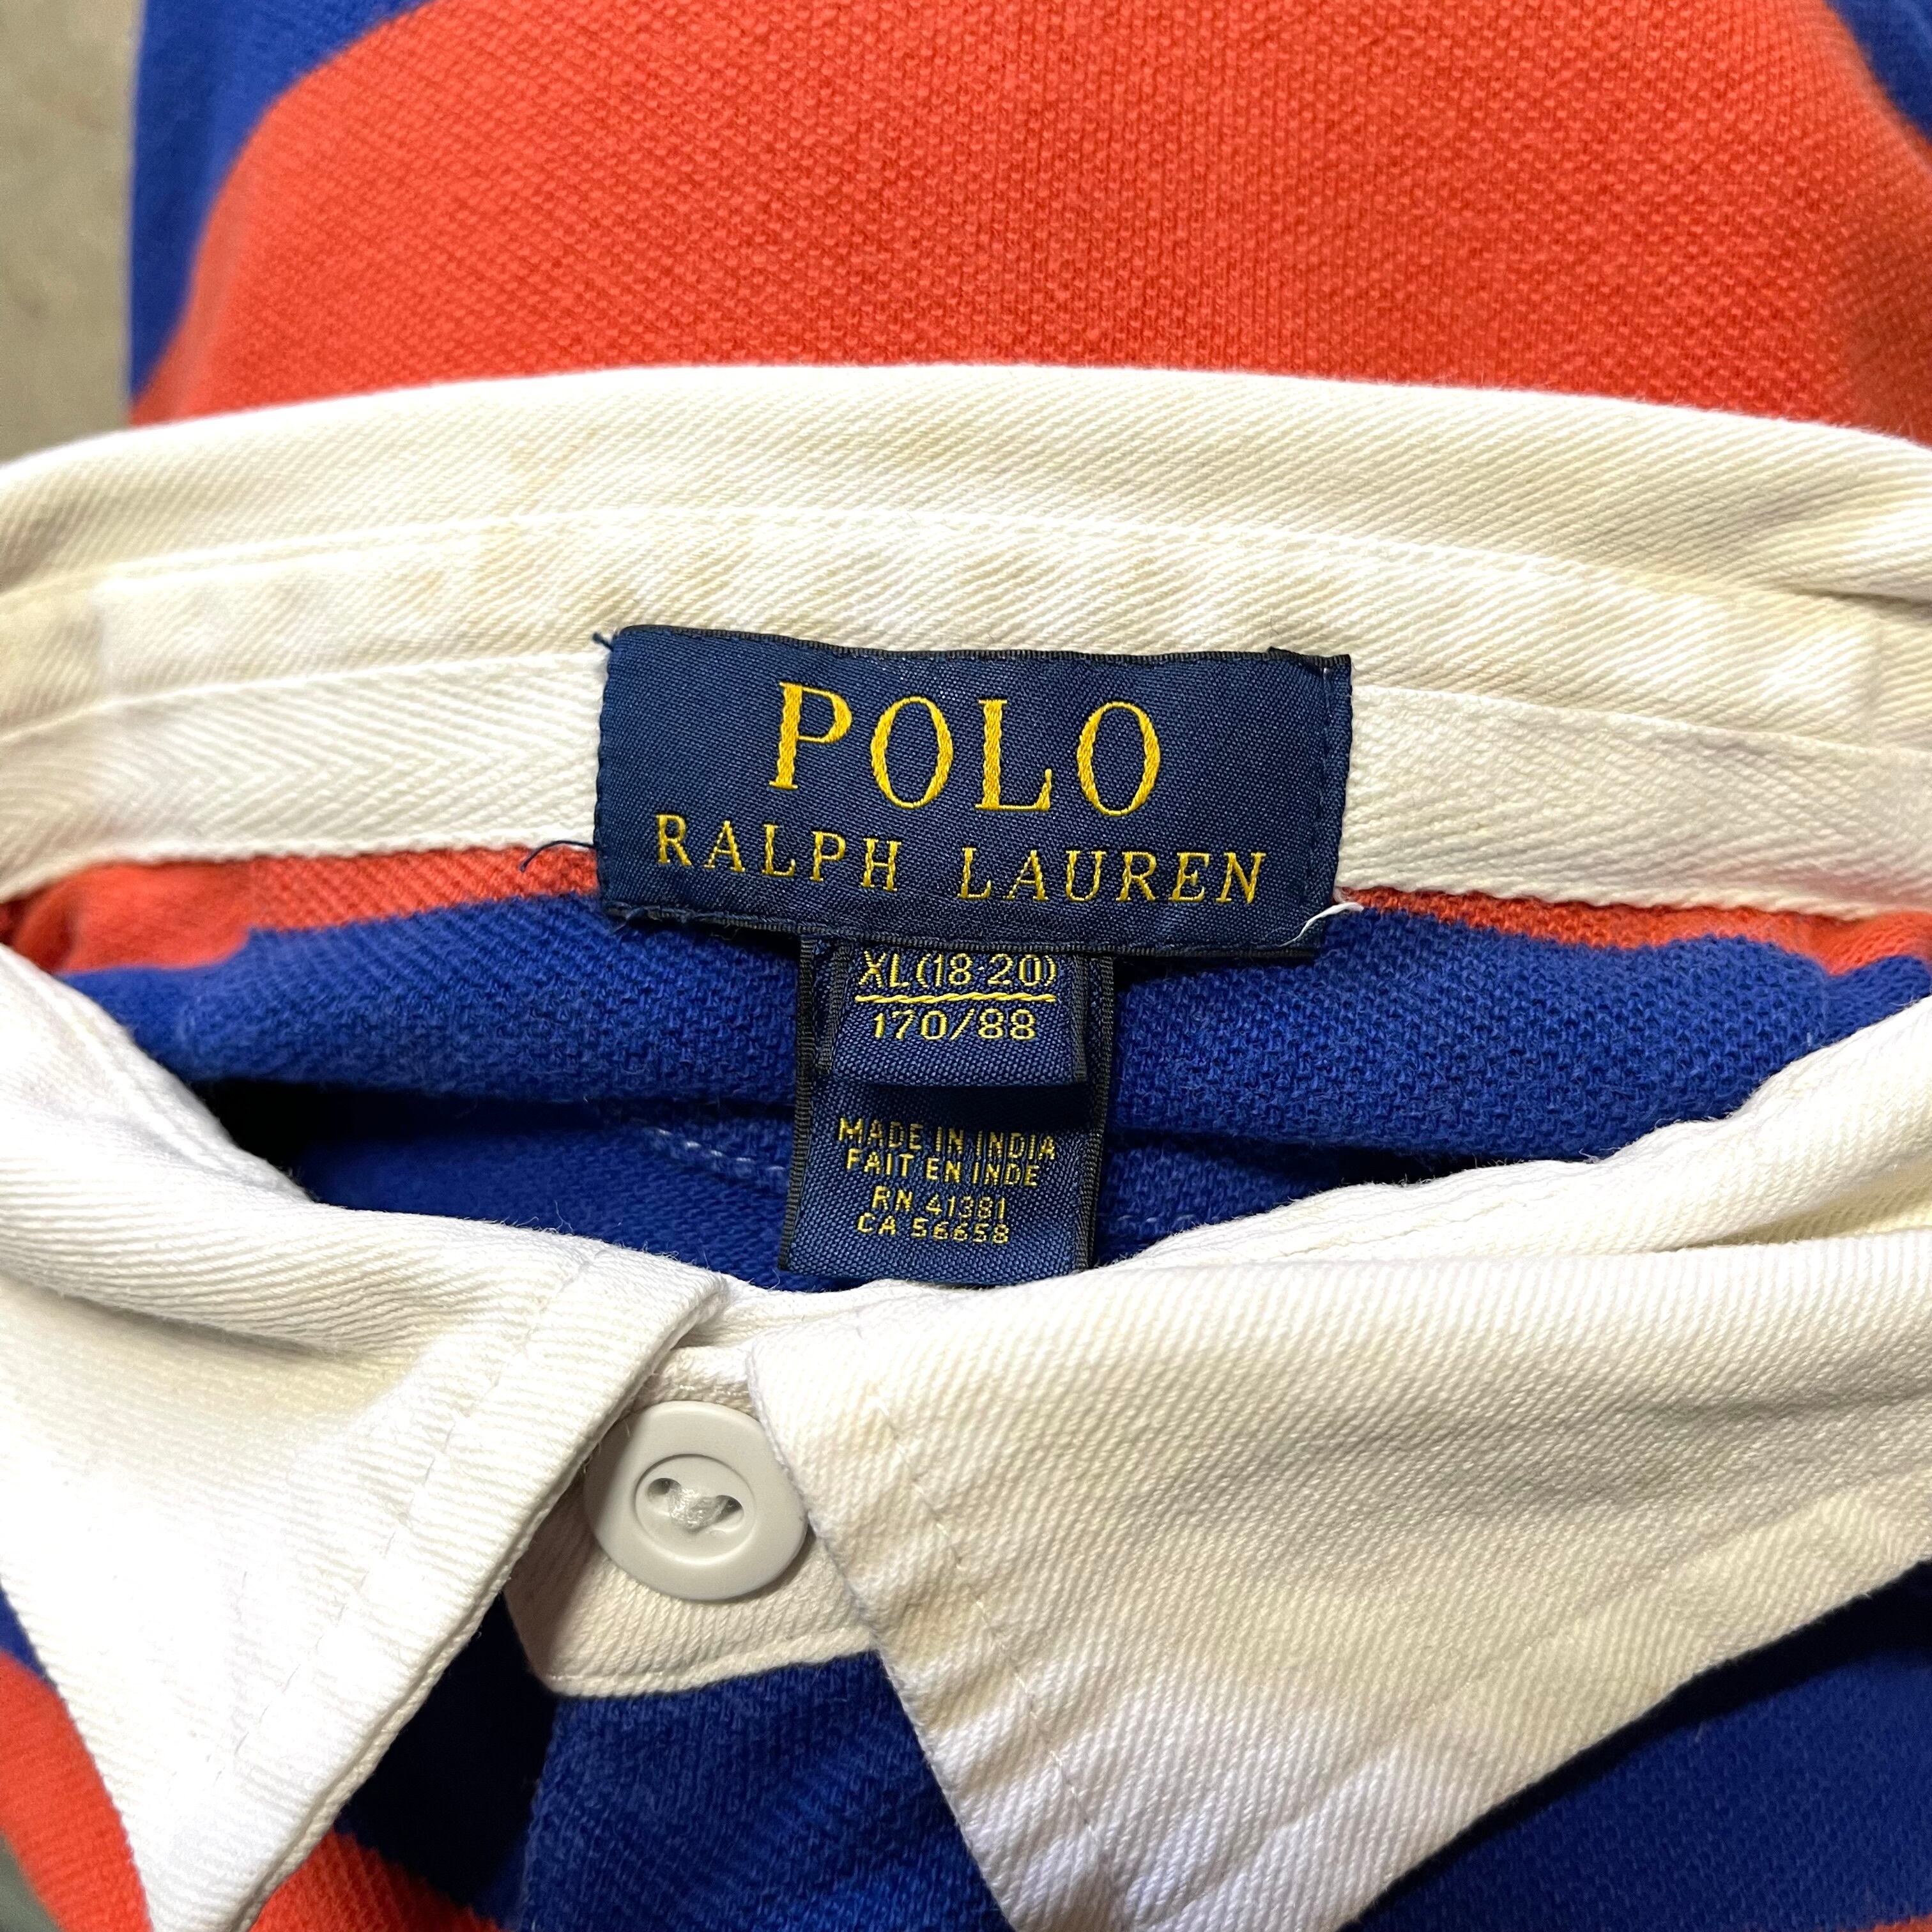 POLO
RALPH LAUREN
XL(18-20)
170/88
MADE IN INDIA
FAIT EN INDE
RN 41381
CA 56658